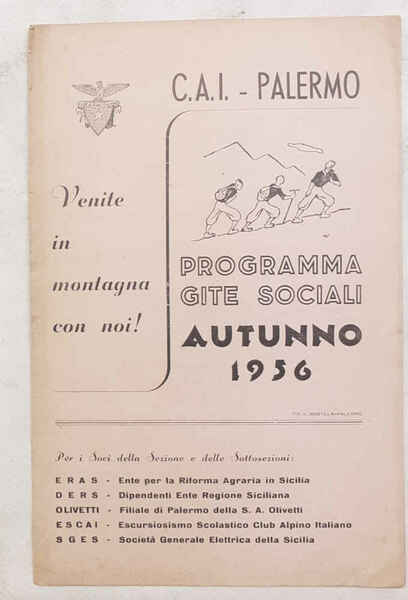 C.A.I. - PALERMO
Venite
in
montagna
con noi!
PROGRAMMA
GITE SOCIALI
AUTUNNO
1956
Per i Soci della Sezione e delle Sottosezioni:
ERAS - Ente per la Riforma Agraria in Sicilia
DERS - Dipendenti Ente Regione Siciliana
OLIVETTI - Filiale di Palermo della S. A. Olivetti
ESCAI - Escursiosismo Scolastico Club Alpino Italiano
SGES - Società Generale Elettrica della Sicilia